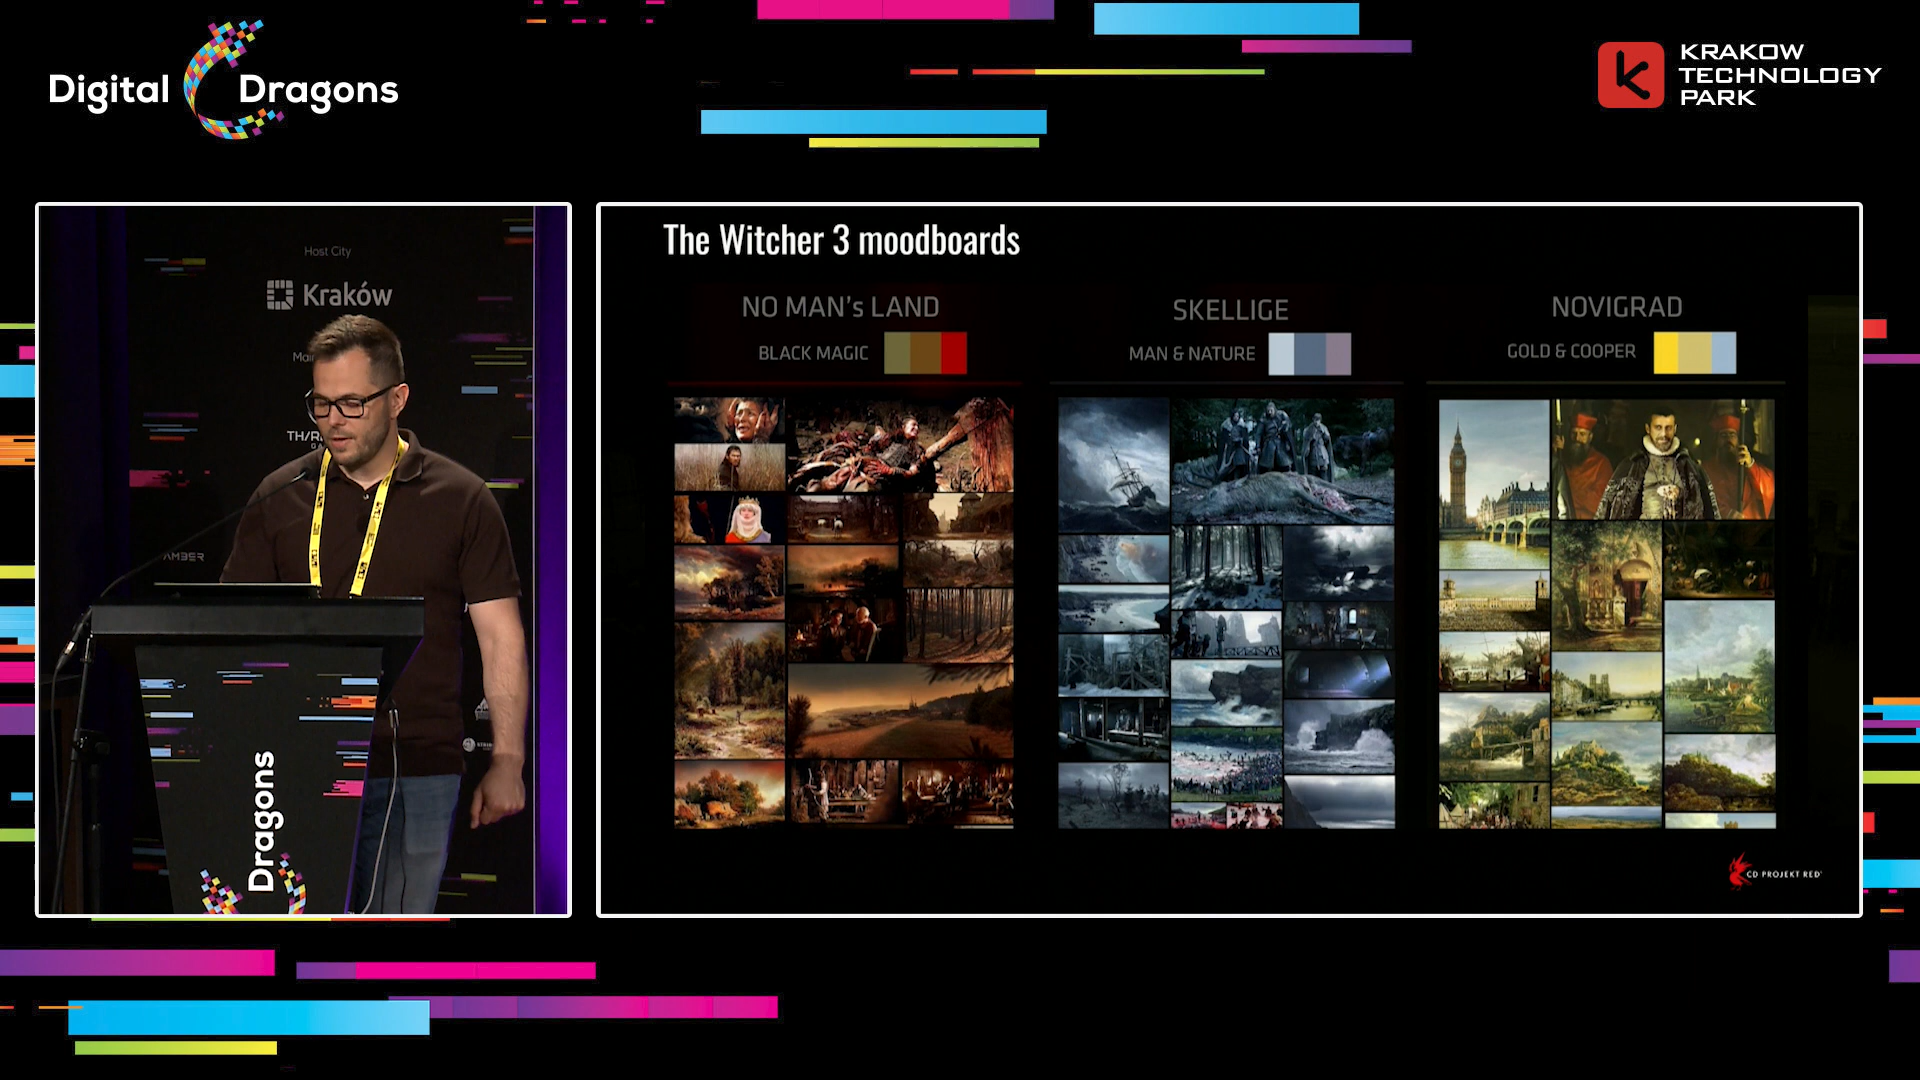 Digital Dragons
KRAKOW
TECHNOLOGY
PARK
Host City
Kraków
AMBER
Dragons
The Witcher 3 moodboards
NO MAN's LAND
BLACK MAGIC
SKELLIGE
MAN & NATURE
NOVIGRAD
GOLD & COOPER
CD PROJEKT RED